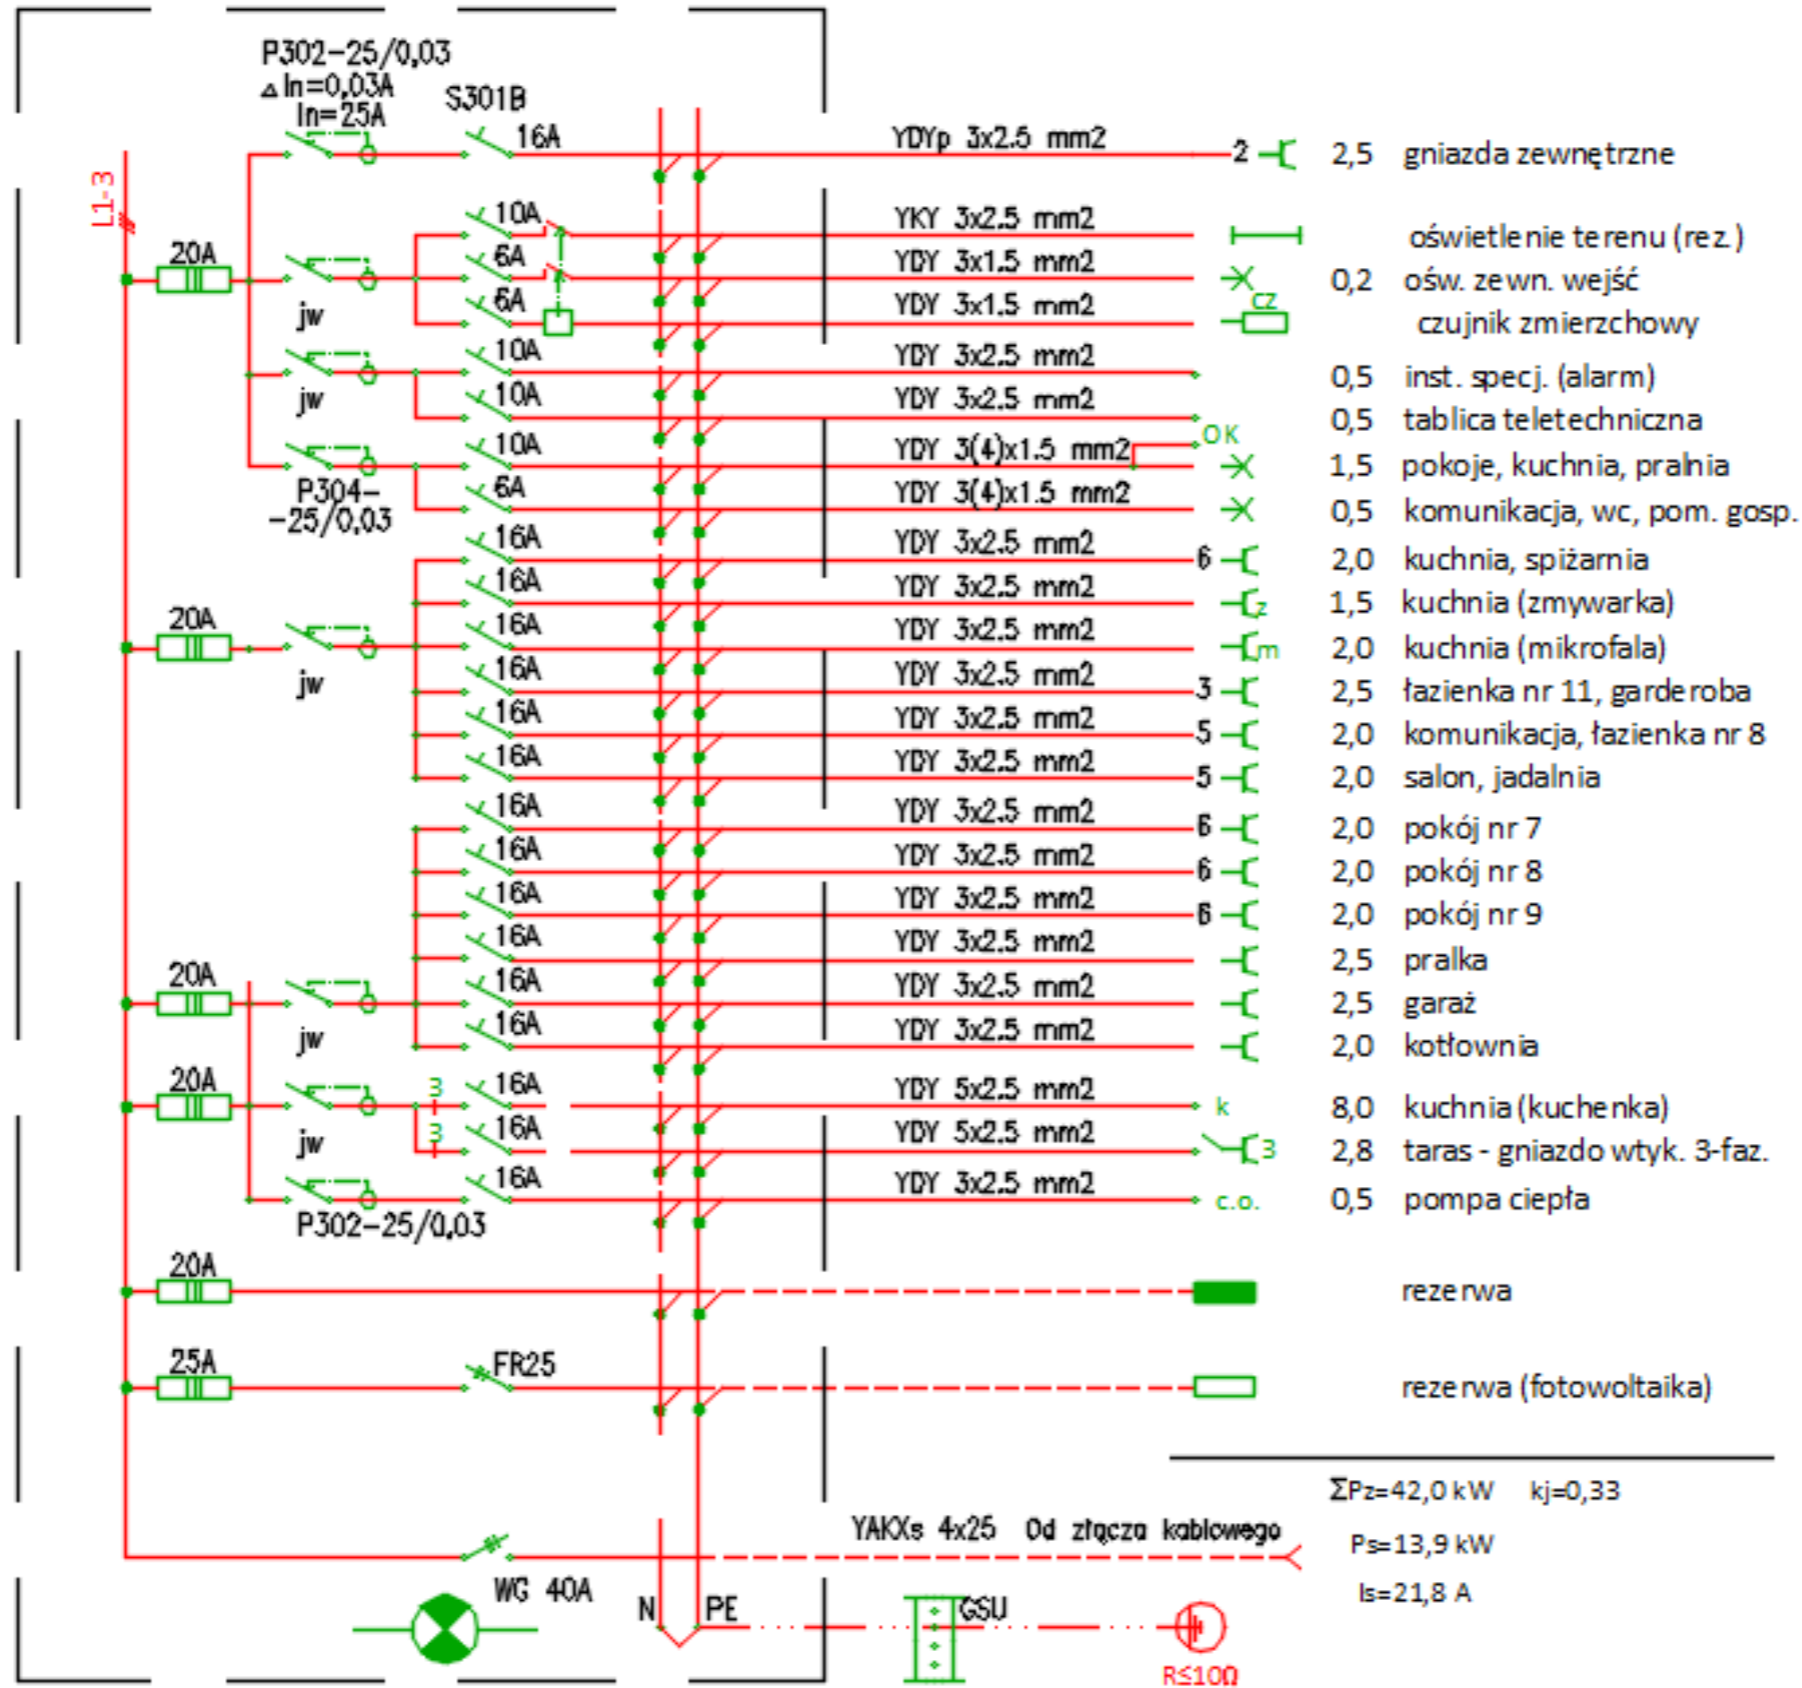 P302-25/0,03
△In=0,03A
In=25A
S301B
L1-3
16A YDYp 3x2.5 mm2 2 2,5 gniazda zewnętrzne
10A YKY 3x2.5 mm2 oświetlenie terenu (rez.)
20A 6A YDY 3x1.5 mm2 0,2 ośw. zewn. wejść
jw 6A YDY 3x1.5 mm2 cz czujnik zmierzchowy
10A YDY 3x2.5 mm2 0,5 inst. specj. (alarm)
jw 10A YDY 3x2.5 mm2 0,5 tablica teletechniczna
OK
10A YDY 3(4)x1.5 mm2 1,5 pokoje, kuchnia, pralnia
P304-
-25/0,03
6A YDY 3(4)x1.5 mm2 0,5 komunikacja, wc, pom. gosp.
16A YDY 3x2.5 mm2 6 2,0 kuchnia, spiżarnia
16A YDY 3x2.5 mm2 z 1,5 kuchnia (zmywarka)
20A 16A YDY 3x2.5 mm2 m 2,0 kuchnia (mikrofala)
jw 16A YDY 3x2.5 mm2 3 2,5 łazienka nr 11, garderoba
16A YDY 3x2.5 mm2 5 2,0 komunikacja, łazienka nr 8
16A YDY 3x2.5 mm2 5 2,0 salon, jadalnia
16A YDY 3x2.5 mm2 6 2,0 pokój nr 7
16A YDY 3x2.5 mm2 6 2,0 pokój nr 8
16A YDY 3x2.5 mm2 6 2,0 pokój nr 9
16A YDY 3x2.5 mm2 2,5 pralka
20A 16A YDY 3x2.5 mm2 2,5 garaż
jw 16A YDY 3x2.5 mm2 2,0 kotłownia
20A 3 16A YDY 5x2.5 mm2 k 8,0 kuchnia (kuchenka)
jw 3 16A YDY 5x2.5 mm2 3 2,8 taras - gniazdo wtyk. 3-faz.
16A YDY 3x2.5 mm2 c.o. 0,5 pompa ciepła
P302-25/0,03
20A rezerwa
25A FR25 rezerwa (fotowoltaika)
ΣPz=42,0 kW kj=0,33
YAKXs 4x25 Od złącza kablowego
Ps=13,9 kW
WG 40A
Is=21,8 A
N PE GSU
R≤10Ω